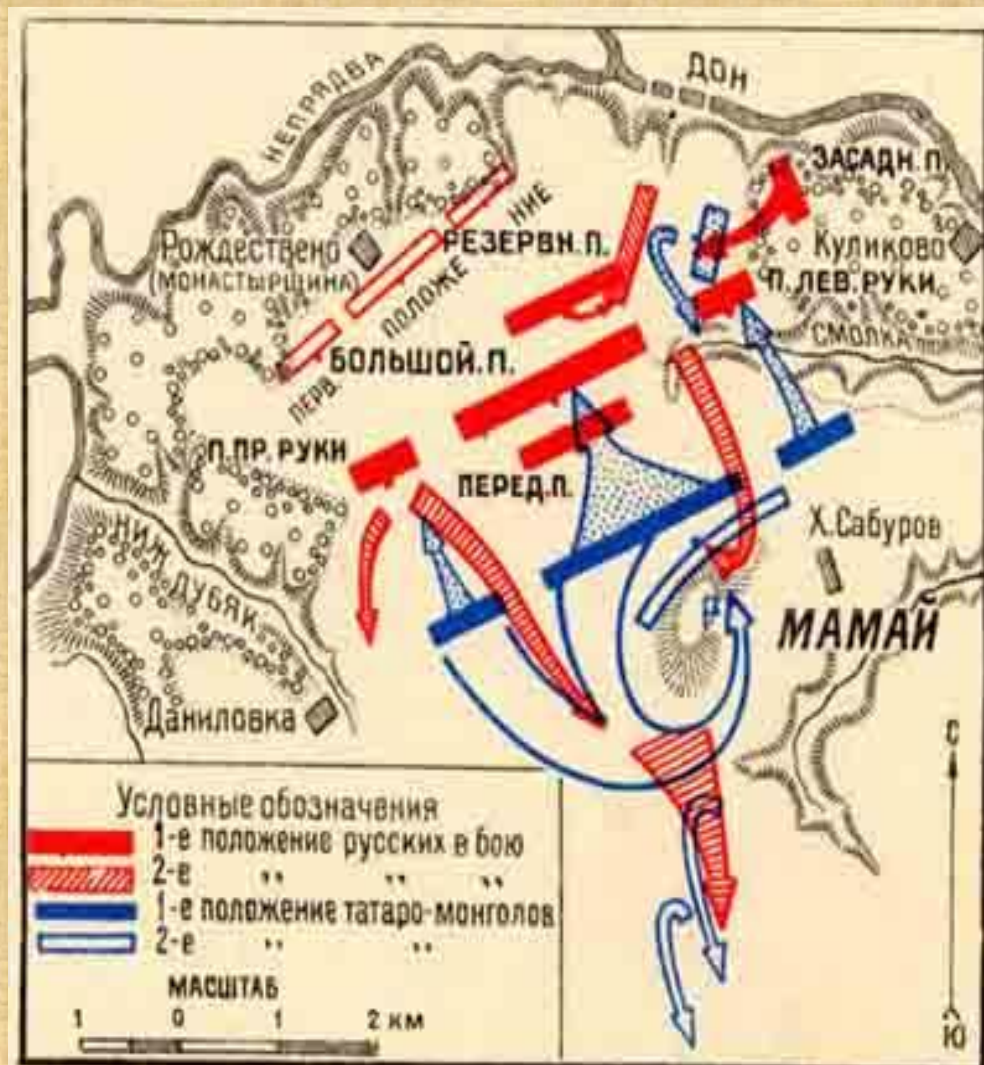 НЕПРЯДВА
ДОН
ЗАСАДН. П.
Рождествено
(МОНАСТЫРЩИНА)
ПЕРВ. ПОЛОЖЕНИЕ
РЕЗЕРВН. П.
Куликово
П. ЛЕВ. РУКИ
СМОЛКА
БОЛЬШОЙ. П.
П. ПР. РУКИ
ПЕРЕД. П.
НИЖ. ДУБЯК
Х. Сабуров
МАМАЙ
Даниловка
С
Условные обозначения
1-е положение русских в бою
2-е " " "
1-е положение татаро-монголов
2-е " "
МАСШТАБ
1 0 1 2 км
Ю